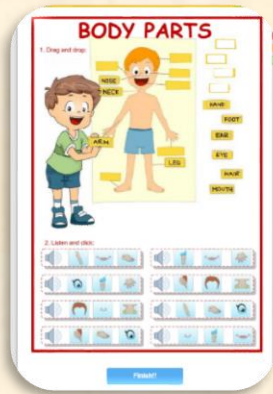 BODY PARTS
1. Drag and drop:
NOSE
NECK
HAND
FOOT
ARM
EAR
LEG
EYE
HAIR
MOUTH
2. Listen and click:
Finish!!